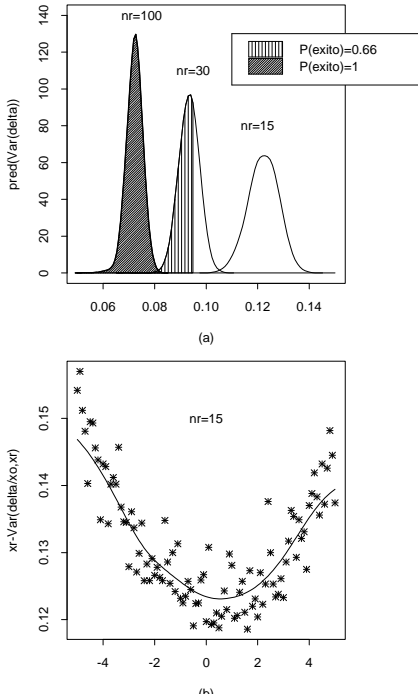 nr=100
nr=30
nr=15
P(exito)=0.66
P(exito)=1
pred(Var(delta))
140
120
100
80
60
40
20
0
0.06 0.08 0.10 0.12 0.14
(a)
nr=15
xr-Var(delta/xo,xr)
0.15
0.14
0.13
0.12
-4 -2 0 2 4
(b)